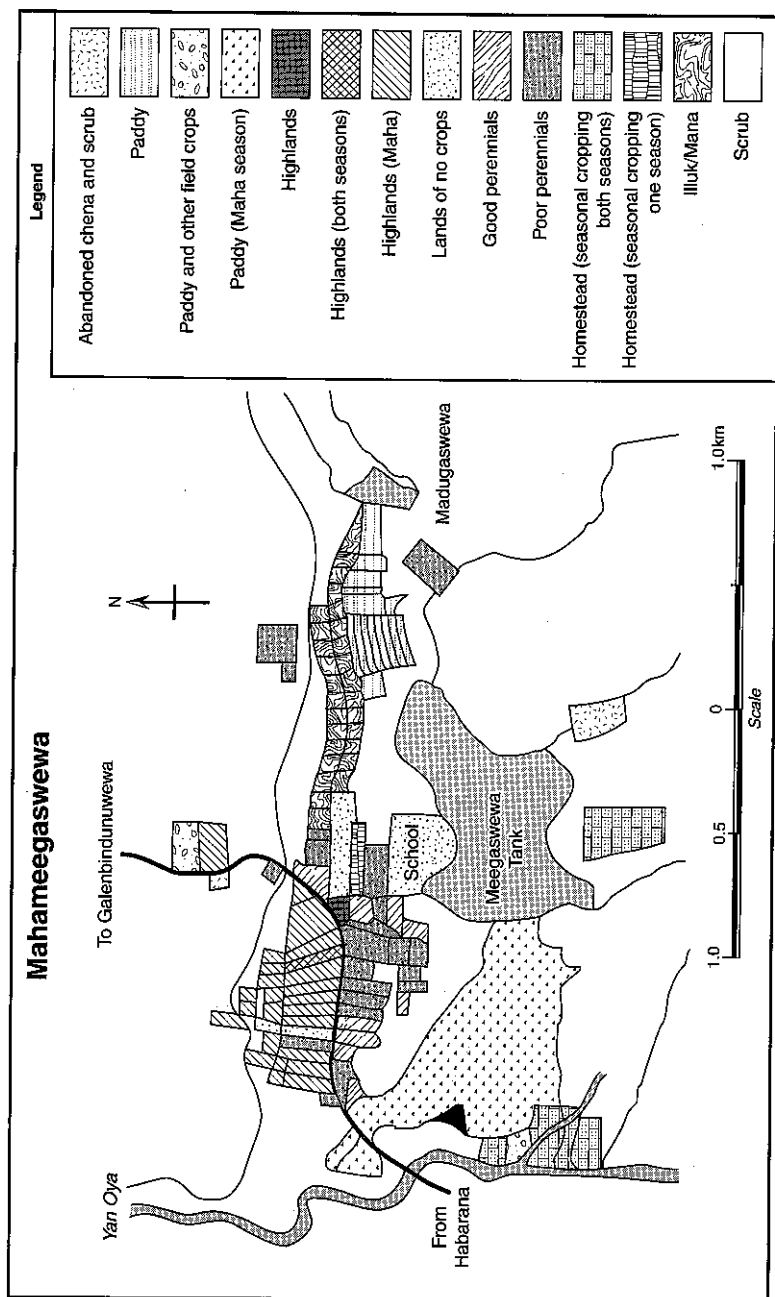 Mahameegaswewa
Yan Oya
To Galenbindunuwewa
N
From
Habarana
School
Meegaswewa
Tank
Madugaswewa
1.0
0.5
0
1.0km
Scale
Legend
Abandoned chena and scrub
Paddy
Paddy and other field crops
Paddy (Maha season)
Highlands
Highlands (both seasons)
Highlands (Maha)
Lands of no crops
Good perennials
Poor perennials
Homestead (seasonal cropping
both seasons)
Homestead (seasonal cropping
one season)
Illuk/Mana
Scrub